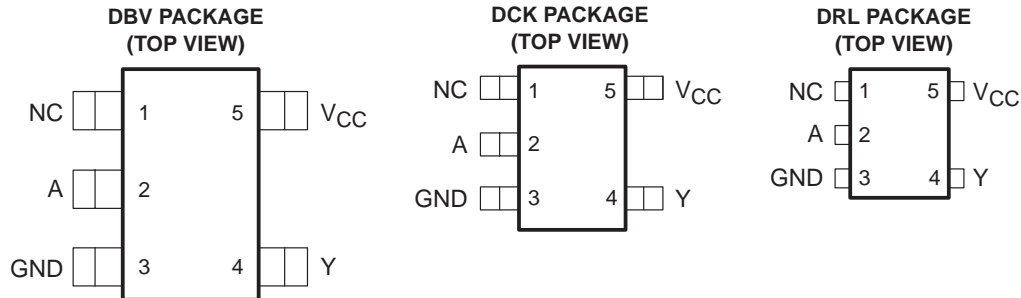 DBV PACKAGE
(TOP VIEW)
NC 1 5 VCC
A 2
GND 3 4 Y
DCK PACKAGE
(TOP VIEW)
NC 1 5 VCC
A 2
GND 3 4 Y
DRL PACKAGE
(TOP VIEW)
NC 1 5 VCC
A 2
GND 3 4 Y